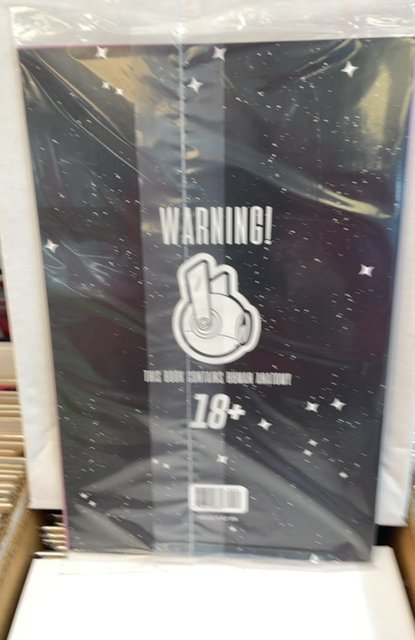 WARNING!
THIS BOOK CONTAINS HUMAN ANATOMY
18+